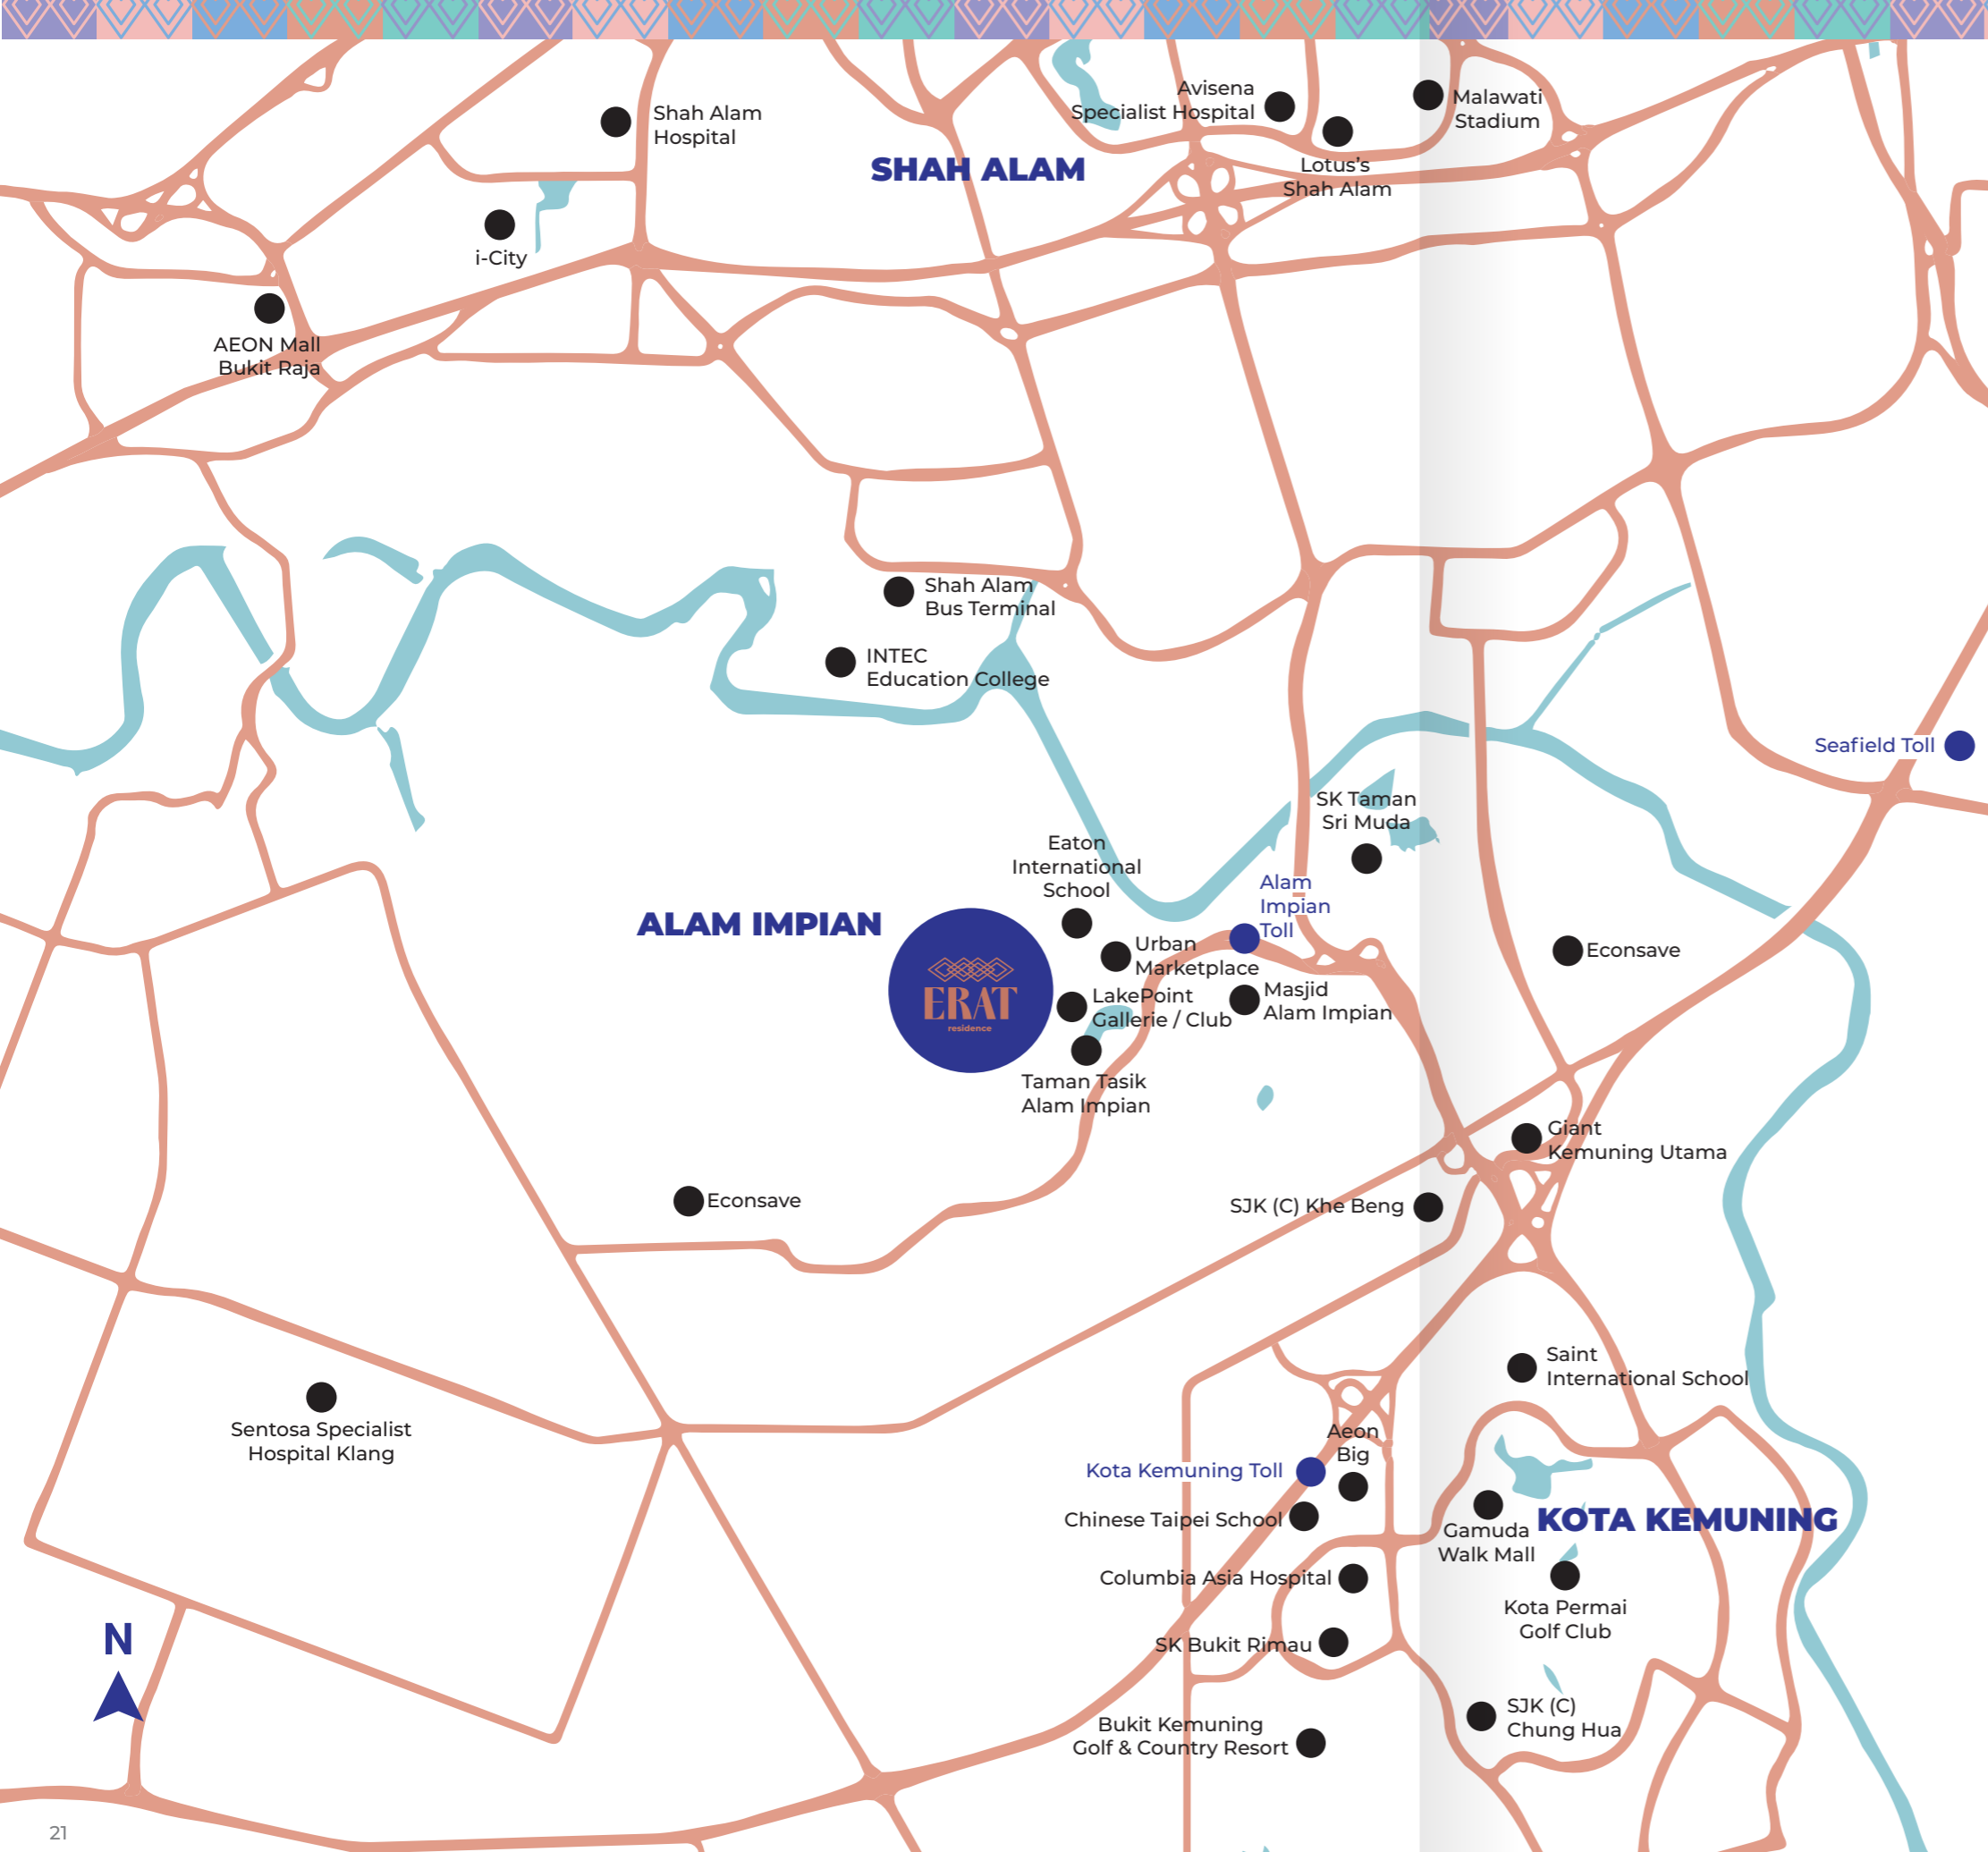 Avisena
Specialist Hospital
Malawati
Stadium
Shah Alam
Hospital
Lotus's
Shah Alam
SHAH ALAM
i-City
AEON Mall
Bukit Raja
Shah Alam
Bus Terminal
INTEC
Education College
Seafield Toll
SK Taman
Sri Muda
Eaton
International
School
Alam
Impian
Toll
ALAM IMPIAN
Urban
Marketplace
Econsave
ERAT
residence
LakePoint
Gallerie / Club
Masjid
Alam Impian
Taman Tasik
Alam Impian
Giant
Kemuning Utama
Econsave
SJK (C) Khe Beng
Saint
International School
Sentosa Specialist
Hospital Klang
Aeon
Big
Kota Kemuning Toll
Chinese Taipei School
KOTA KEMUNING
Gamuda
Walk Mall
Columbia Asia Hospital
Kota Permai
Golf Club
SK Bukit Rimau
N
SJK (C)
Chung Hua
Bukit Kemuning
Golf & Country Resort
21